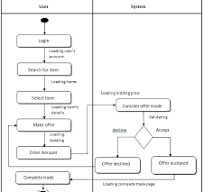 User
System
Login
Loading user's
account
Search for item
Loading items
Select item
Loading item's
details
Make offer
Loading
bidding
Enter Amount
Complete trade
Loading bidding price
Consider offer made
Validating
decline
Accept
Offer declined
Offer accepted
Loading complete trade page